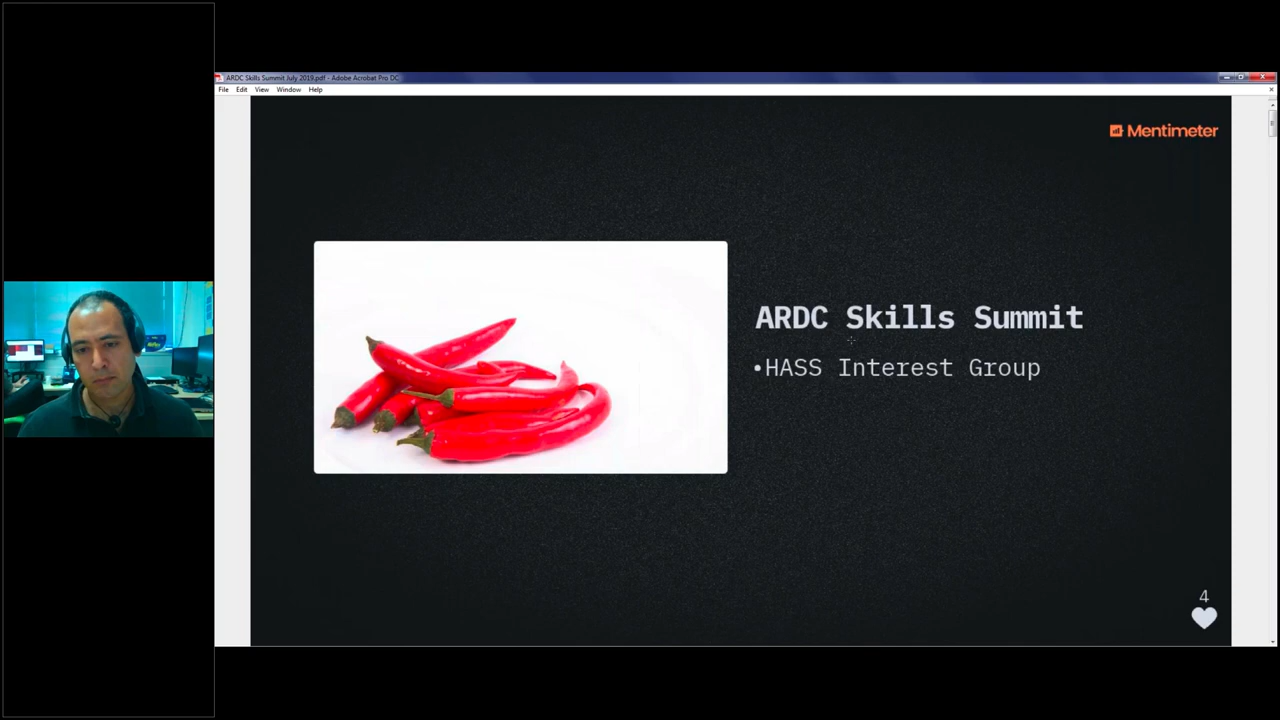 ARDC Skills Summit July 2019.pdf - Adobe Acrobat Pro DC
File Edit View Window Help
Mentimeter
ARDC Skills Summit
•HASS Interest Group
4